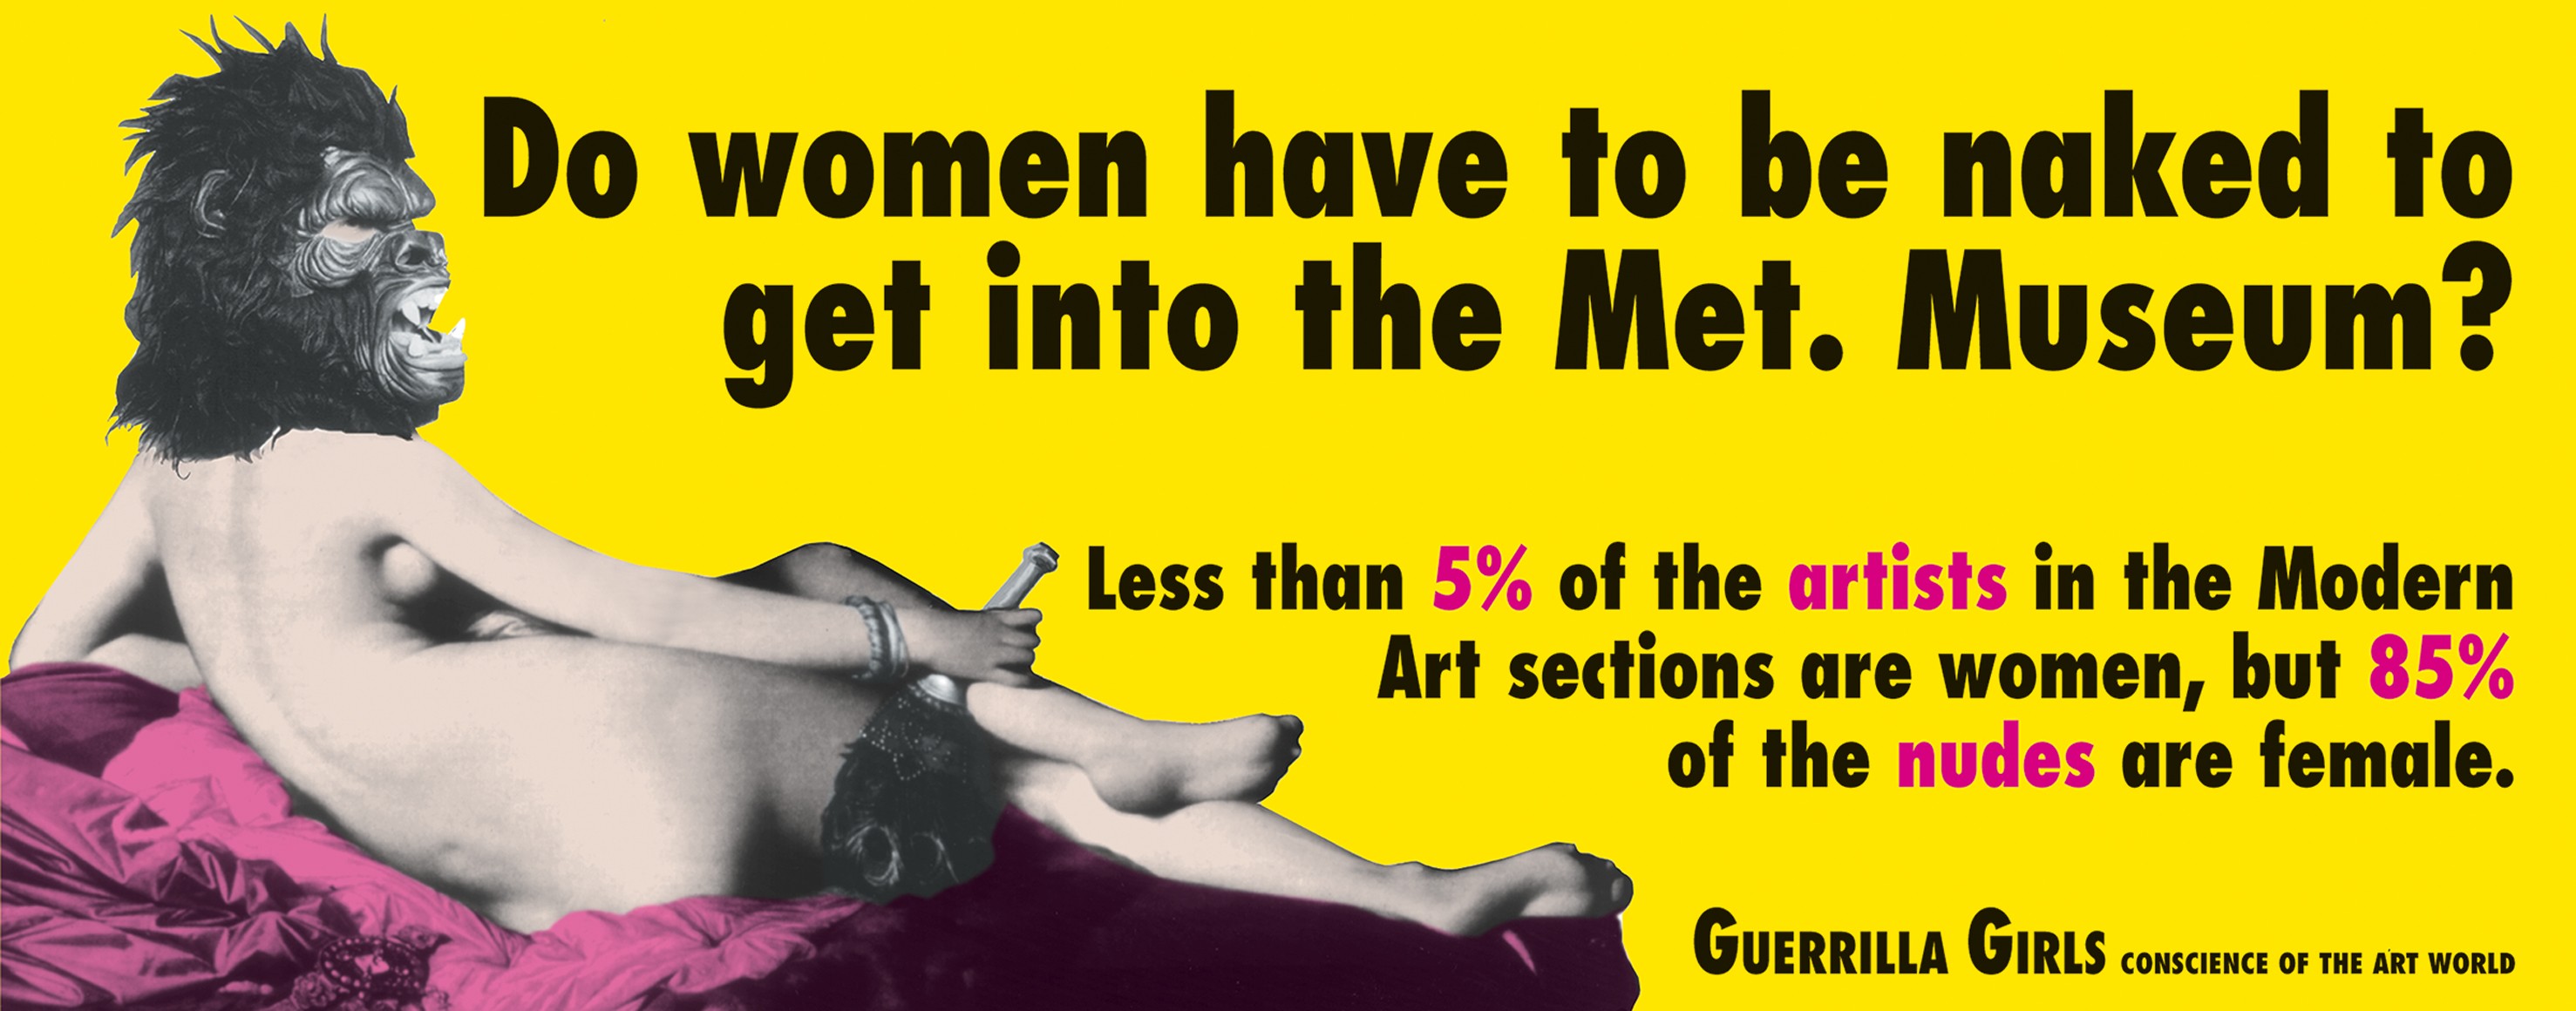 Do women have to be naked to
get into the Met. Museum?
Less than 5% of the artists in the Modern
Art sections are women, but 85%
of the nudes are female.
GUERRILLA GIRLS CONSCIENCE OF THE ART WORLD